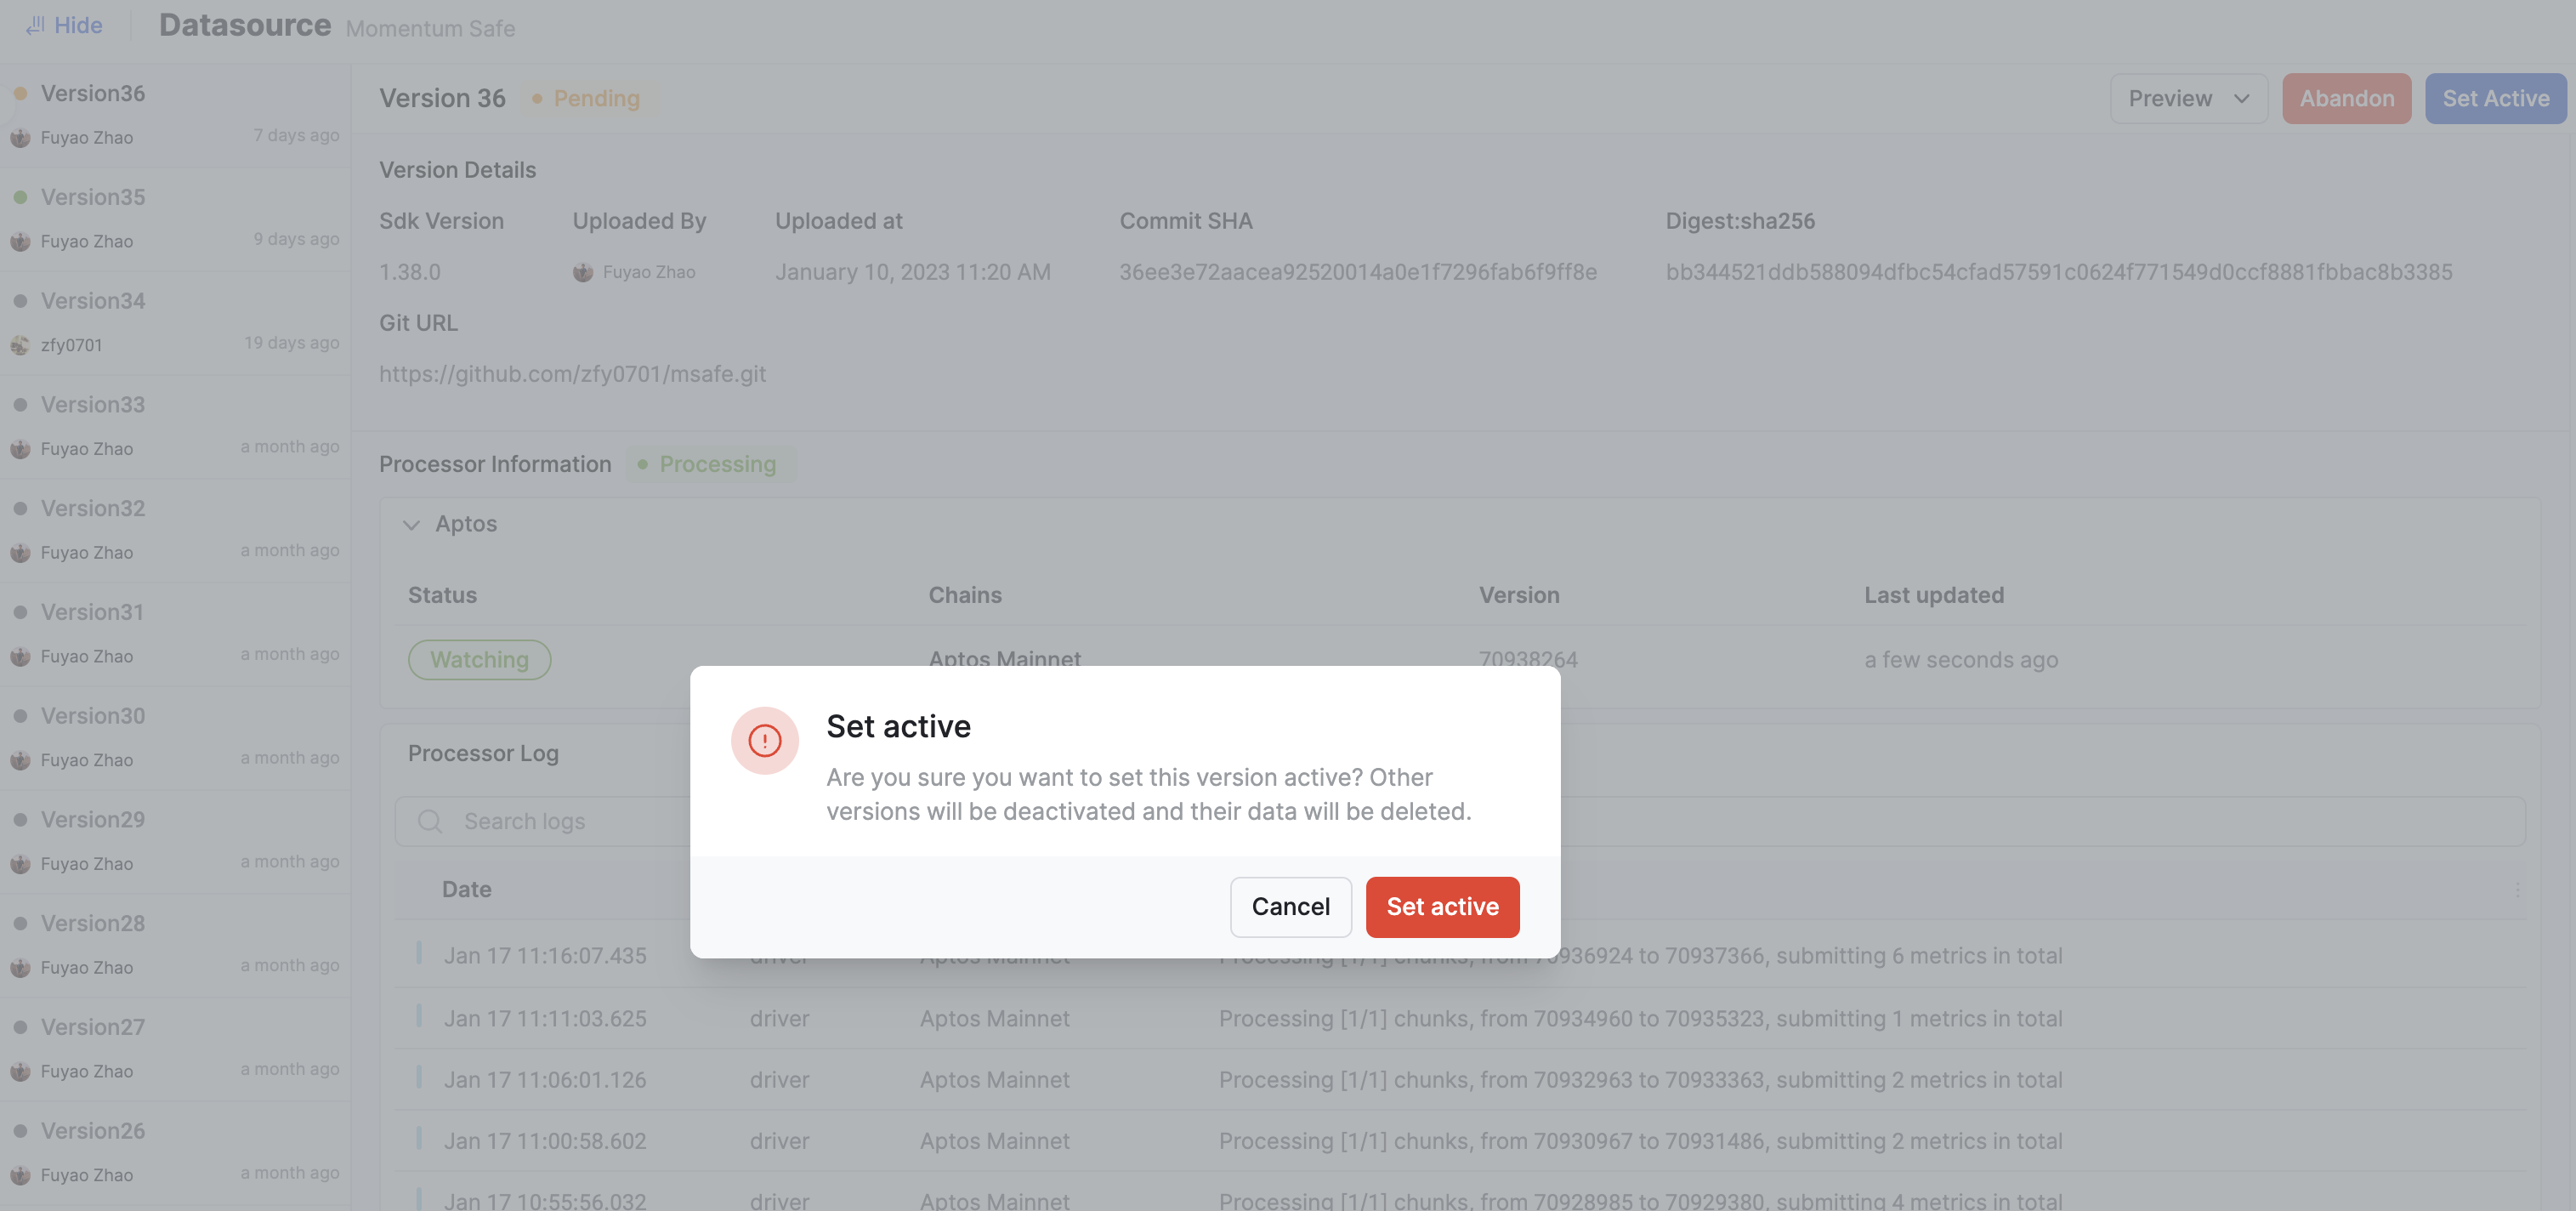 Hide
Datasource Momentum Safe
Version36
Fuyao Zhao 7 days ago
Version35
Fuyao Zhao 9 days ago
Version34
zfy0701 19 days ago
Version33
Fuyao Zhao a month ago
Version32
Fuyao Zhao a month ago
Version31
Fuyao Zhao a month ago
Version30
Fuyao Zhao a month ago
Version29
Fuyao Zhao a month ago
Version28
Fuyao Zhao a month ago
Version27
Fuyao Zhao a month ago
Version26
Fuyao Zhao a month ago
Version 36 Pending Preview Abandon Set Active
Version Details
Sdk Version Uploaded By Uploaded at Commit SHA Digest:sha256
1.38.0 Fuyao Zhao January 10, 2023 11:20 AM 36ee3e72aacea92520014a0e1f7296fab6f9ff8e bb344521ddb588094dfbc54cfad57591c0624f771549d0ccf8881fbbac8b3385
Git URL
https://github.com/zfy0701/msafe.git
Processor Information Processing
Aptos
Status Chains Version Last updated
Watching Aptos Mainnet 70938264 a few seconds ago
Processor Log
Search logs
Set active
Are you sure you want to set this version active? Other
versions will be deactivated and their data will be deleted.
Cancel Set active
Date
Jan 17 11:16:07.435 driver Aptos Mainnet Processing [1/1] chunks, from 70936924 to 70937366, submitting 6 metrics in total
Jan 17 11:11:03.625 driver Aptos Mainnet Processing [1/1] chunks, from 70934960 to 70935323, submitting 1 metrics in total
Jan 17 11:06:01.126 driver Aptos Mainnet Processing [1/1] chunks, from 70932963 to 70933363, submitting 2 metrics in total
Jan 17 11:00:58.602 driver Aptos Mainnet Processing [1/1] chunks, from 70930967 to 70931486, submitting 2 metrics in total
Jan 17 10:55:56.032 driver Aptos Mainnet Processing [1/1] chunks, from 70928985 to 70929380, submitting 4 metrics in total